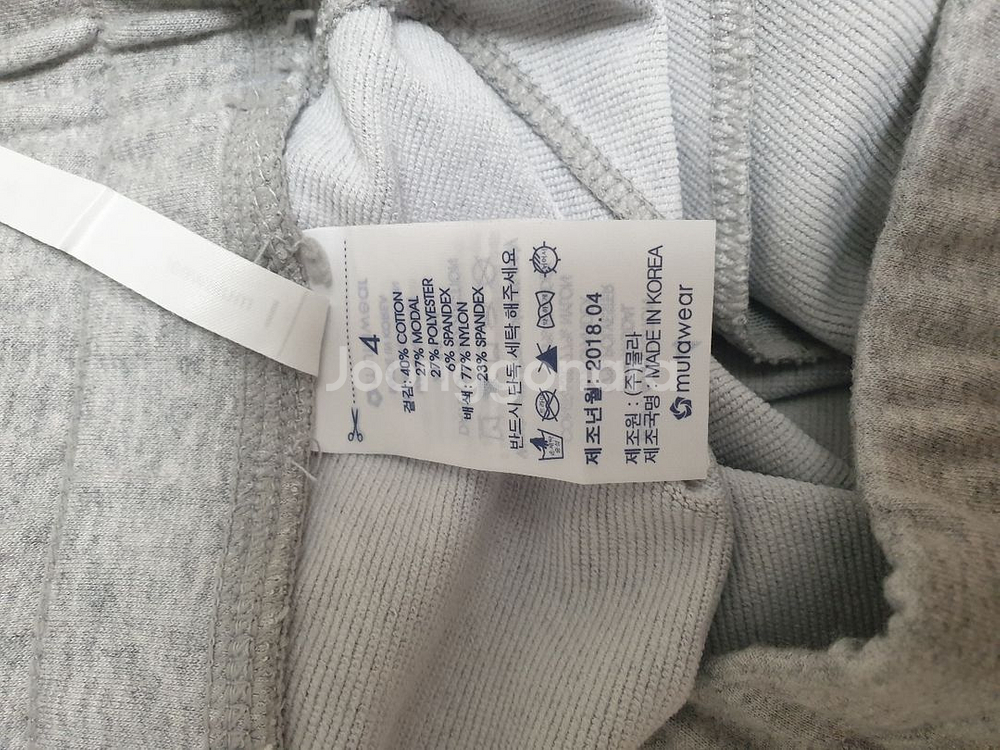 4
겉감: 40% COTTON
27% MODAL
27% POLYESTER
6% SPANDEX
배색: 77% NYLON
23% SPANDEX
반드시 단독 세탁 해주세요
제조년월: 2018.04
제조원 : (주)뮬라
제조국명 : MADE IN KOREA
mulawear
Joonggonara